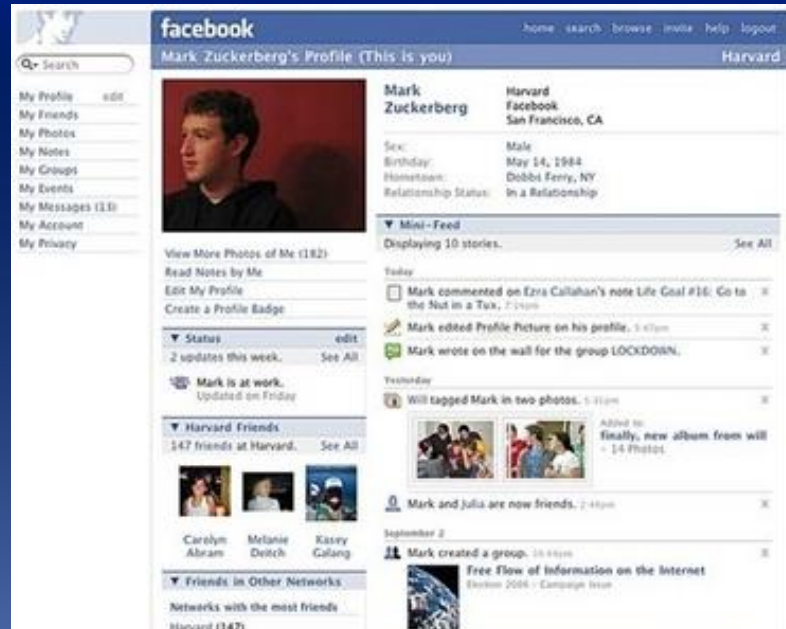 facebook
home search browse invite help logout
Mark Zuckerberg's Profile (This is you)
Harvard
Search
My Profile edit
My Friends
My Photos
My Notes
My Groups
My Events
My Messages (13)
My Account
My Privacy
View More Photos of Me (182)
Read Notes by Me
Edit My Profile
Create a Profile Badge
▼ Status edit
2 updates this week. See All
Mark is at work.
Updated on Friday
▼ Harvard Friends
147 friends at Harvard. See All
Carolyn Abram
Melanie Deitch
Kasey Galang
▼ Friends in Other Networks
Networks with the most friends
Harvard (147)
Mark Zuckerberg
Harvard
Facebook
San Francisco, CA
Sex: Male
Birthday: May 14, 1984
Hometown: Dobbs Ferry, NY
Relationship Status: In a Relationship
▼ Mini-Feed
Displaying 10 stories. See All
Today
Mark commented on Ezra Callahan's note Life Goal #16: Go to
the Nut in a Tux.
Mark edited Profile Picture on his profile.
Mark wrote on the wall for the group LOCKDOWN.
Yesterday
Will tagged Mark in two photos.
Added to:
finally, new album from will
- 14 Photos
Mark and Julia are now friends.
September 2
Mark created a group.
Free Flow of Information on the Internet
Election 2006 - Campaign Issue